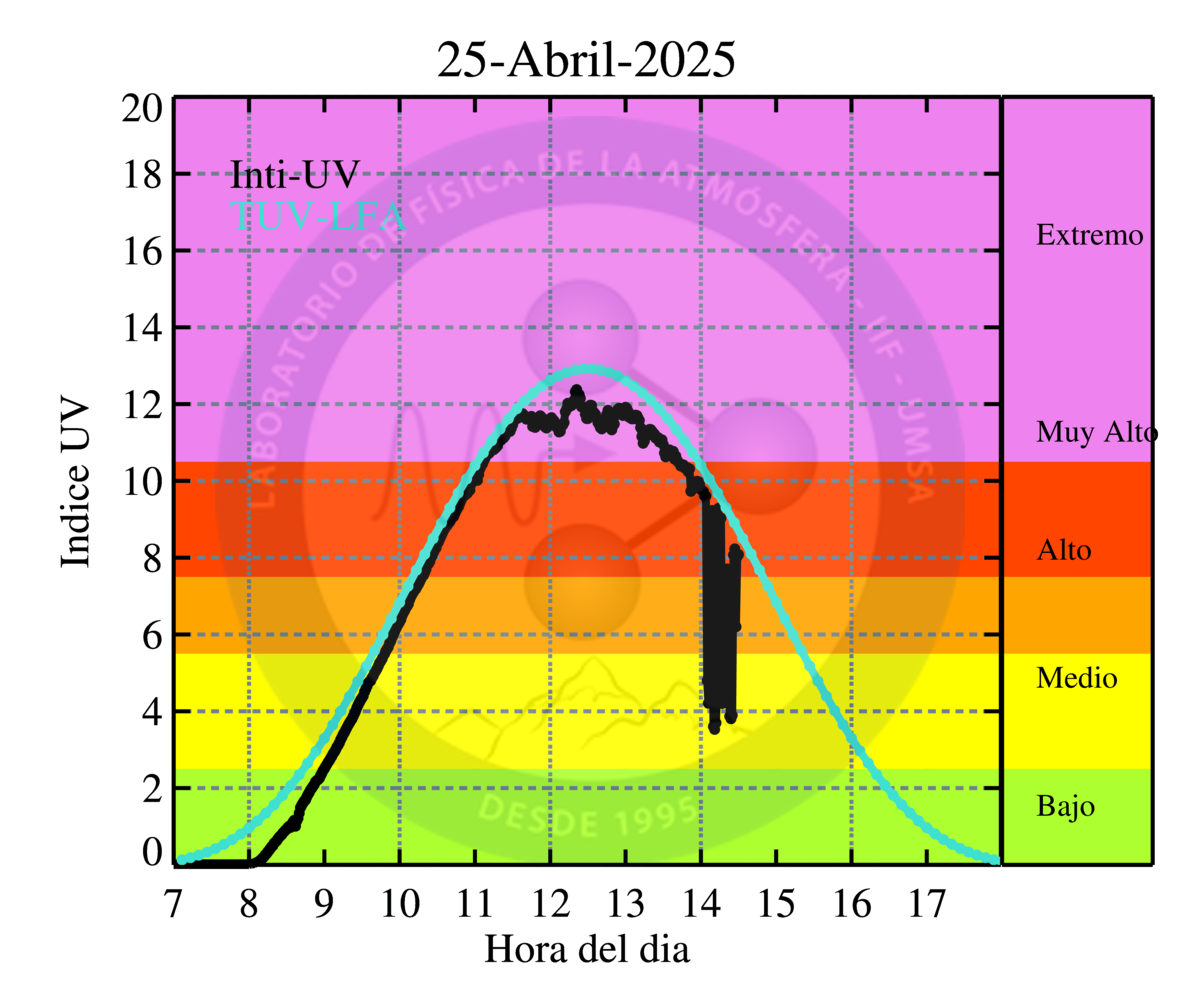 25-Abril-2025
20
18
16
14
12
10
8
6
4
2
0
Indice UV
Inti-UV
TUV-LFA
LABORATORIO DE FÍSICA DE LA ATMÓSFERA - IIF - UMSA
DESDE 1995
Extremo
Muy Alto
Alto
Medio
Bajo
7 8 9 10 11 12 13 14 15 16 17
Hora del dia